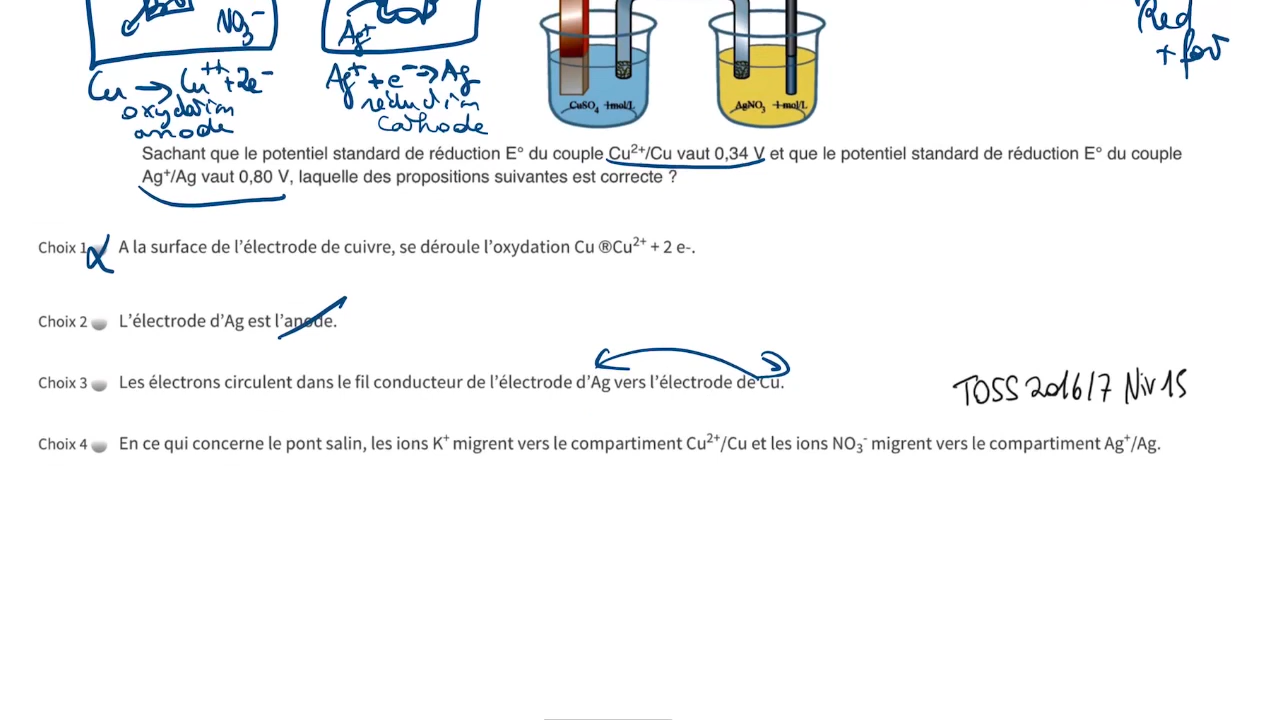 NO₃⁻
Ag⁺
Red
+ fort
Cu → Cu⁺⁺ + 2e⁻
oxydation
anode
Ag⁺ + e⁻ → Ag
réduction
cathode
CuSO₄ 1mol/L
AgNO₃ 1mol/L
Sachant que le potentiel standard de réduction E° du couple Cu²⁺/Cu vaut 0,34 V et que le potentiel standard de réduction E° du couple
Ag⁺/Ag vaut 0,80 V, laquelle des propositions suivantes est correcte ?
Choix 1 A la surface de l'électrode de cuivre, se déroule l'oxydation Cu ®Cu²⁺ + 2 e-.
Choix 2 L'électrode d'Ag est l'anode.
Choix 3 Les électrons circulent dans le fil conducteur de l'électrode d'Ag vers l'électrode de Cu.
TOSS 2016/7 Niv 15
Choix 4 En ce qui concerne le pont salin, les ions K⁺ migrent vers le compartiment Cu²⁺/Cu et les ions NO₃⁻ migrent vers le compartiment Ag⁺/Ag.